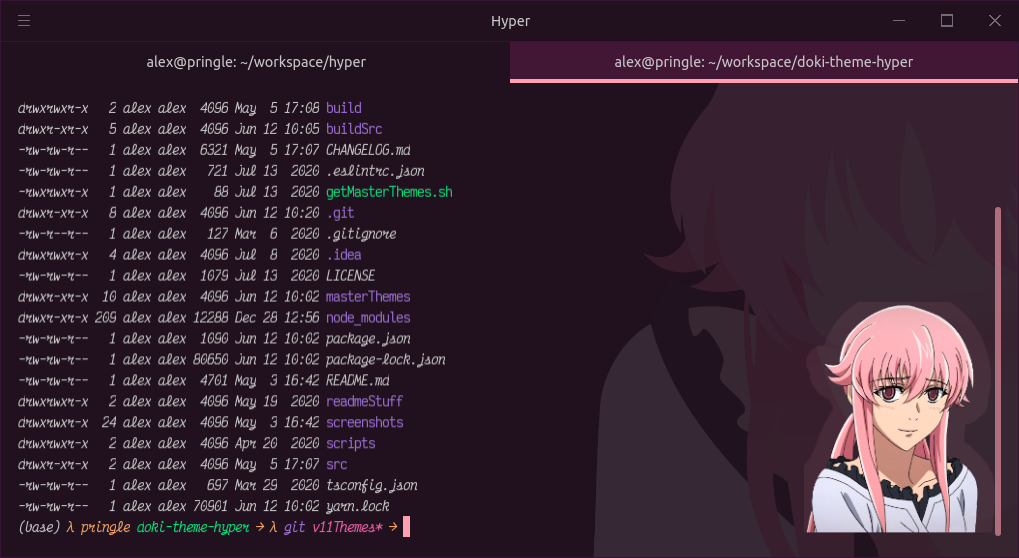 Hyper
alex@pringle: ~/workspace/hyper
alex@pringle: ~/workspace/doki-theme-hyper
drwxrwxr-x 2 alex alex 4096 May 5 17:08 build
drwxr-xr-x 5 alex alex 4096 Jun 12 10:05 buildSrc
-rw-rw-r-- 1 alex alex 6321 May 5 17:07 CHANGELOG.md
-rw-rw-r-- 1 alex alex 721 Jul 13 2020 .eslintrc.json
-rwxrwxr-x 1 alex alex 88 Jul 13 2020 getMasterThemes.sh
drwxr-xr-x 8 alex alex 4096 Jun 12 10:20 .git
-rw-r--r-- 1 alex alex 127 Mar 6 2020 .gitignore
drwxr-xr-x 4 alex alex 4096 Jul 8 2020 .idea
-rw-rw-r-- 1 alex alex 1079 Jul 13 2020 LICENSE
drwxr-xr-x 10 alex alex 4096 Jun 12 10:02 masterThemes
drwxr-xr-x 209 alex alex 12288 Dec 28 12:56 node_modules
-rw-rw-r-- 1 alex alex 1090 Jun 12 10:02 package.json
-rw-rw-r-- 1 alex alex 80650 Jun 12 10:02 package-lock.json
-rw-rw-r-- 1 alex alex 4701 May 3 16:42 README.md
drwxrwxr-x 2 alex alex 4096 May 19 2020 readmeStuff
drwxrwxr-x 24 alex alex 4096 May 3 16:42 screenshots
drwxrwxr-x 2 alex alex 4096 Apr 20 2020 scripts
drwxr-xr-x 2 alex alex 4096 May 5 17:07 src
-rw-rw-r-- 1 alex alex 697 Mar 29 2020 tsconfig.json
-rw-rw-r-- 1 alex alex 70901 Jun 12 10:02 yarn.lock
(base) λ pringle doki-theme-hyper → λ git v11Themes* →